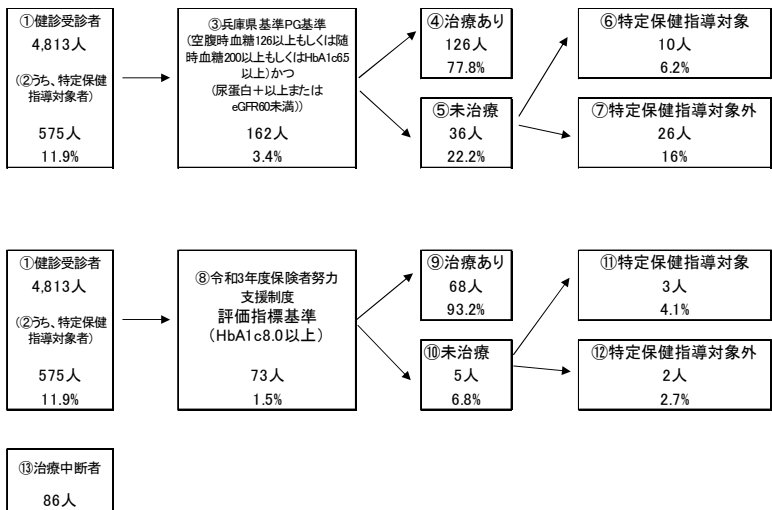 ①健診受診者
4,813人
(②うち、特定保健
指導対象者)
575人
11.9%
③兵庫県基準PG基準
(空腹時血糖126以上もしくは随
時血糖200以上もしくはHbA1c6.5
以上)かつ
(尿蛋白+以上または
eGFR60未満))
162人
3.4%
④治療あり
126人
77.8%
⑤未治療
36人
22.2%
⑥特定保健指導対象
10人
6.2%
⑦特定保健指導対象外
26人
16%
①健診受診者
4,813人
(②うち、特定保健
指導対象者)
575人
11.9%
⑧令和3年度保険者努力
支援制度
評価指標基準
(HbA1c8.0以上)
73人
1.5%
⑨治療あり
68人
93.2%
⑩未治療
5人
6.8%
⑪特定保健指導対象
3人
4.1%
⑫特定保健指導対象外
2人
2.7%
⑬治療中断者
86人